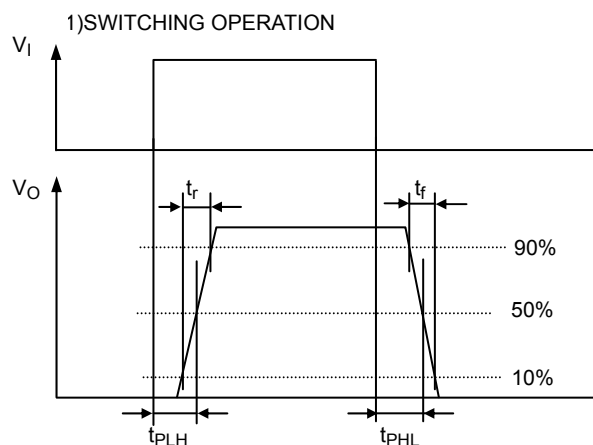 1)SWITCHING OPERATION
V_I
V_O
t_r
t_f
90%
50%
10%
t_PLH
t_PHL